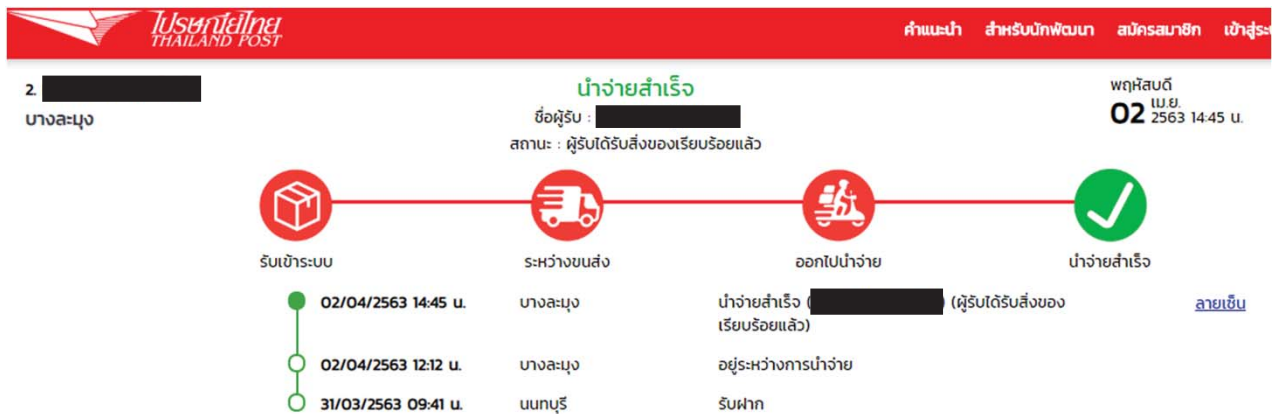 ไปรษณีย์ไทย
THAILAND POST
คำแนะนำ สำหรับนักพัฒนา สมัครสมาชิก เข้าสู่ระ
2.
บางละมุง
นำจ่ายสำเร็จ
ชื่อผู้รับ :
สถานะ : ผู้รับได้รับสิ่งของเรียบร้อยแล้ว
พฤหัสบดี
02 เม.ย. 2563 14:45 น.
รับเข้าระบบ ระหว่างขนส่ง ออกไปนำจ่าย นำจ่ายสำเร็จ
02/04/2563 14:45 น. บางละมุง นำจ่ายสำเร็จ ( ) (ผู้รับได้รับสิ่งของ ลายเซ็น
เรียบร้อยแล้ว)
02/04/2563 12:12 น. บางละมุง อยู่ระหว่างการนำจ่าย
31/03/2563 09:41 น. นนทบุรี รับฝาก